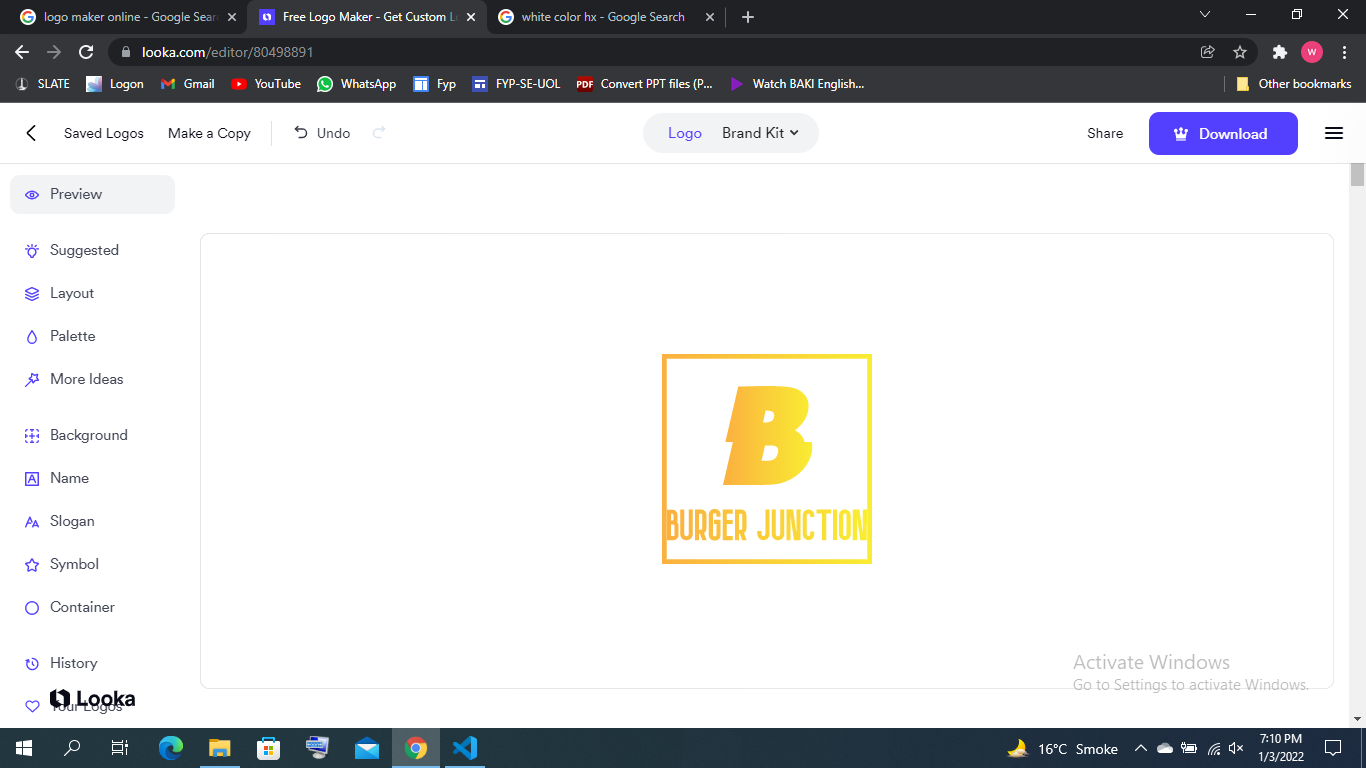 logo maker online - Google Sear
Free Logo Maker - Get Custom L
white color hx - Google Search
looka.com/editor/80498891
W
SLATE
Logon
Gmail
YouTube
WhatsApp
Fyp
FYP-SE-UOL
PDF
Convert PPT files (P...
Watch BAKI English...
Other bookmarks
Saved Logos
Make a Copy
Undo
Logo
Brand Kit
Share
Download
Preview
Suggested
Layout
Palette
More Ideas
Background
Name
Slogan
Symbol
Container
History
Looka
Your Logos
B
BURGER JUNCTION
Activate Windows
Go to Settings to activate Windows.
16°C Smoke
7:10 PM
1/3/2022